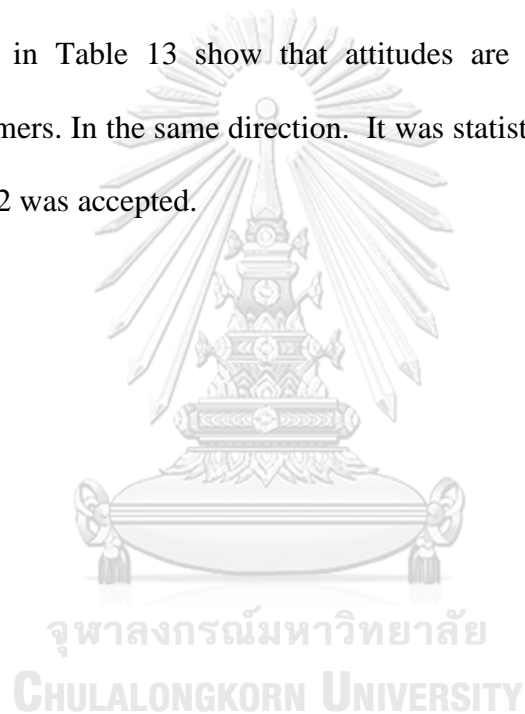 in Table 13 show that attitudes are
mers. In the same direction. It was statist
2 was accepted.
จุฬาลงกรณ์มหาวิทยาลัย
CHULALONGKORN UNIVERSITY